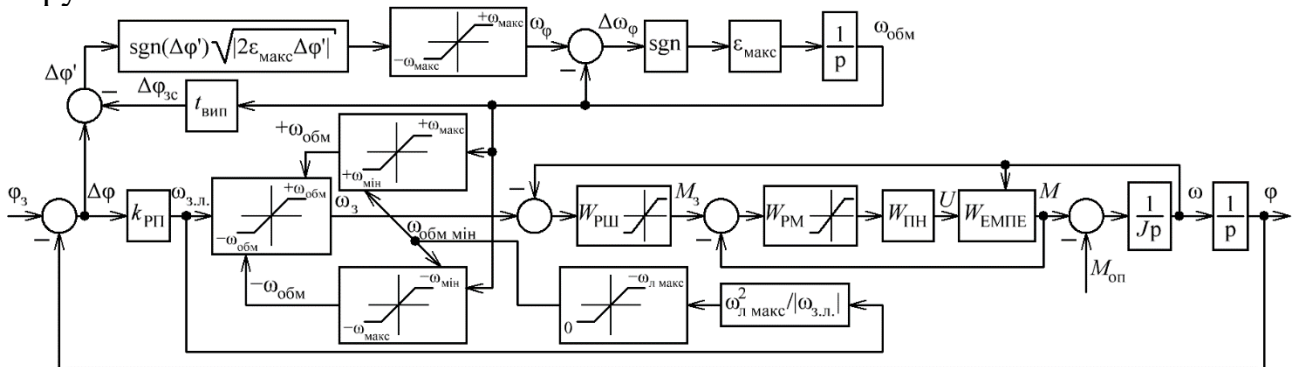 sgn(Δφ')√|2ε_макс Δφ'|
+ω_макс
−ω_макс
ω_φ
Δω_φ
−
sgn
ε_макс
1/p
ω_обм
Δφ'
−
Δφ_зс
t_вип
+ω_обм
+ω_макс
+ω_мін
φ_з
−
Δφ
k_РП
ω_з.л.
+ω_обм
−ω_обм
ω_з
−
W_РШ
M_з
−
W_РМ
W_ПН
U
W_ЕМПЕ
M
−
M_оп
1/Jp
ω
1/p
φ
ω_обм мін
−ω_обм
−ω_мін
−ω_макс
−ω_л макс
0
ω²_л макс/|ω_з.л.|